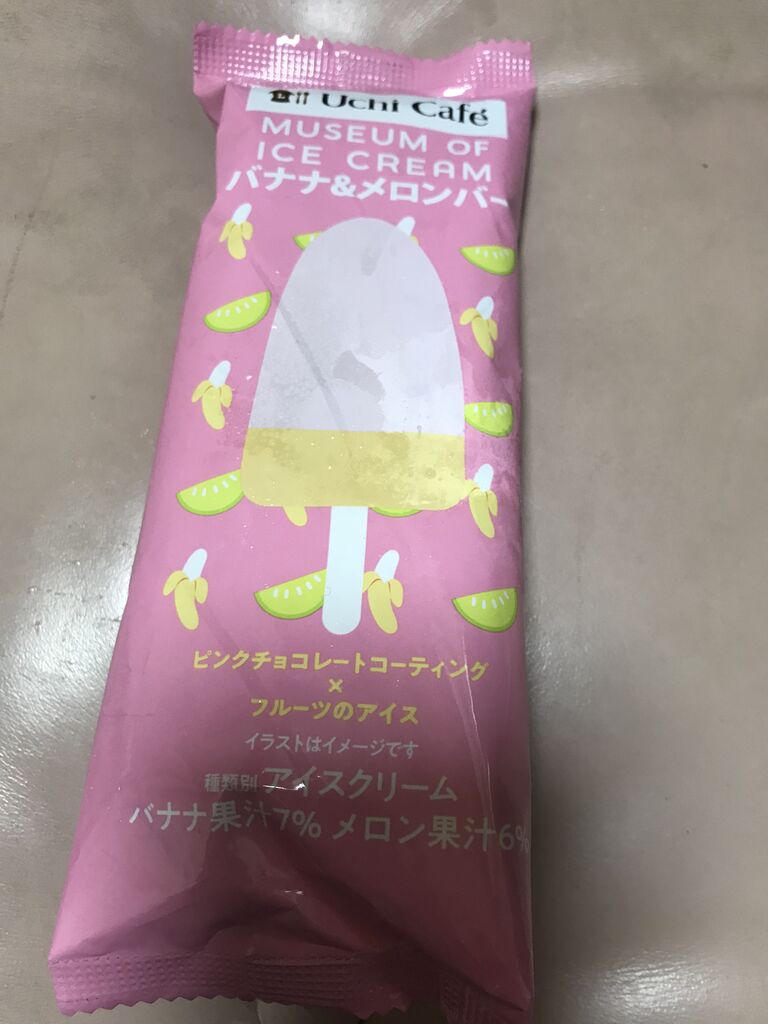 Uchi Café
MUSEUM OF
ICE CREAM
バナナ&メロンバー
ピンクチョコレートコーティング
×
フルーツのアイス
イラストはイメージです
種類別 アイスクリーム
バナナ果汁7% メロン果汁6%